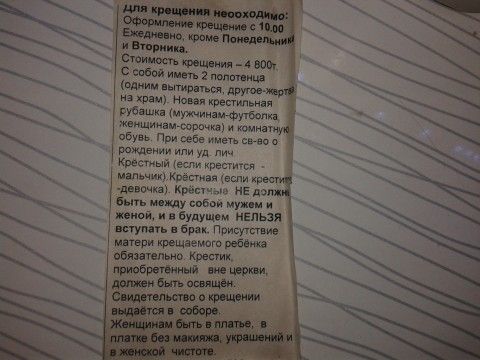 Для крещения необходимо:
Оформление крещение с 10.00
Ежедневно, кроме Понедельника
и Вторника.
Стоимость крещения – 4 800т.
С собой иметь 2 полотенца
(одним вытираться, другое-жертва
на храм). Новая крестильная
рубашка (мужчинам-футболка,
женщинам-сорочка) и комнатную
обувь. При себе иметь св-во о
рождении или уд. лич.
Крёстный (если крестится -
мальчик).Крёстная (если крестится
-девочка). Крёстные НЕ должны
быть между собой мужем и
женой, и в будущем НЕЛЬЗЯ
вступать в брак. Присутствие
матери крещаемого ребёнка
обязательно. Крестик,
приобретённый вне церкви,
должен быть освящён.
Свидетельство о крещении
выдаётся в соборе.
Женщинам быть в платье, в
платке без макияжа, украшений и
в женской чистоте.